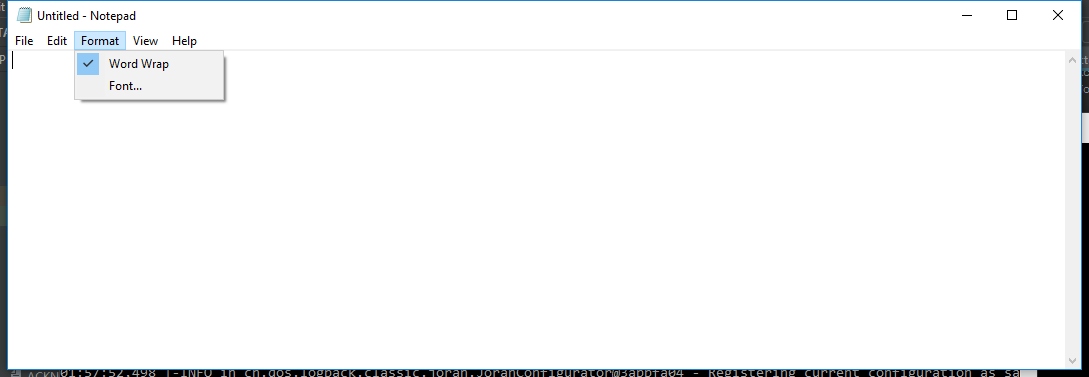 Untitled - Notepad
File Edit Format View Help
Word Wrap
Font...
01:57:52.498 |-INFO in ch.qos.logback.classic.joran.JoranConfigurator@3abbfa04 - Registering current configuration as sa